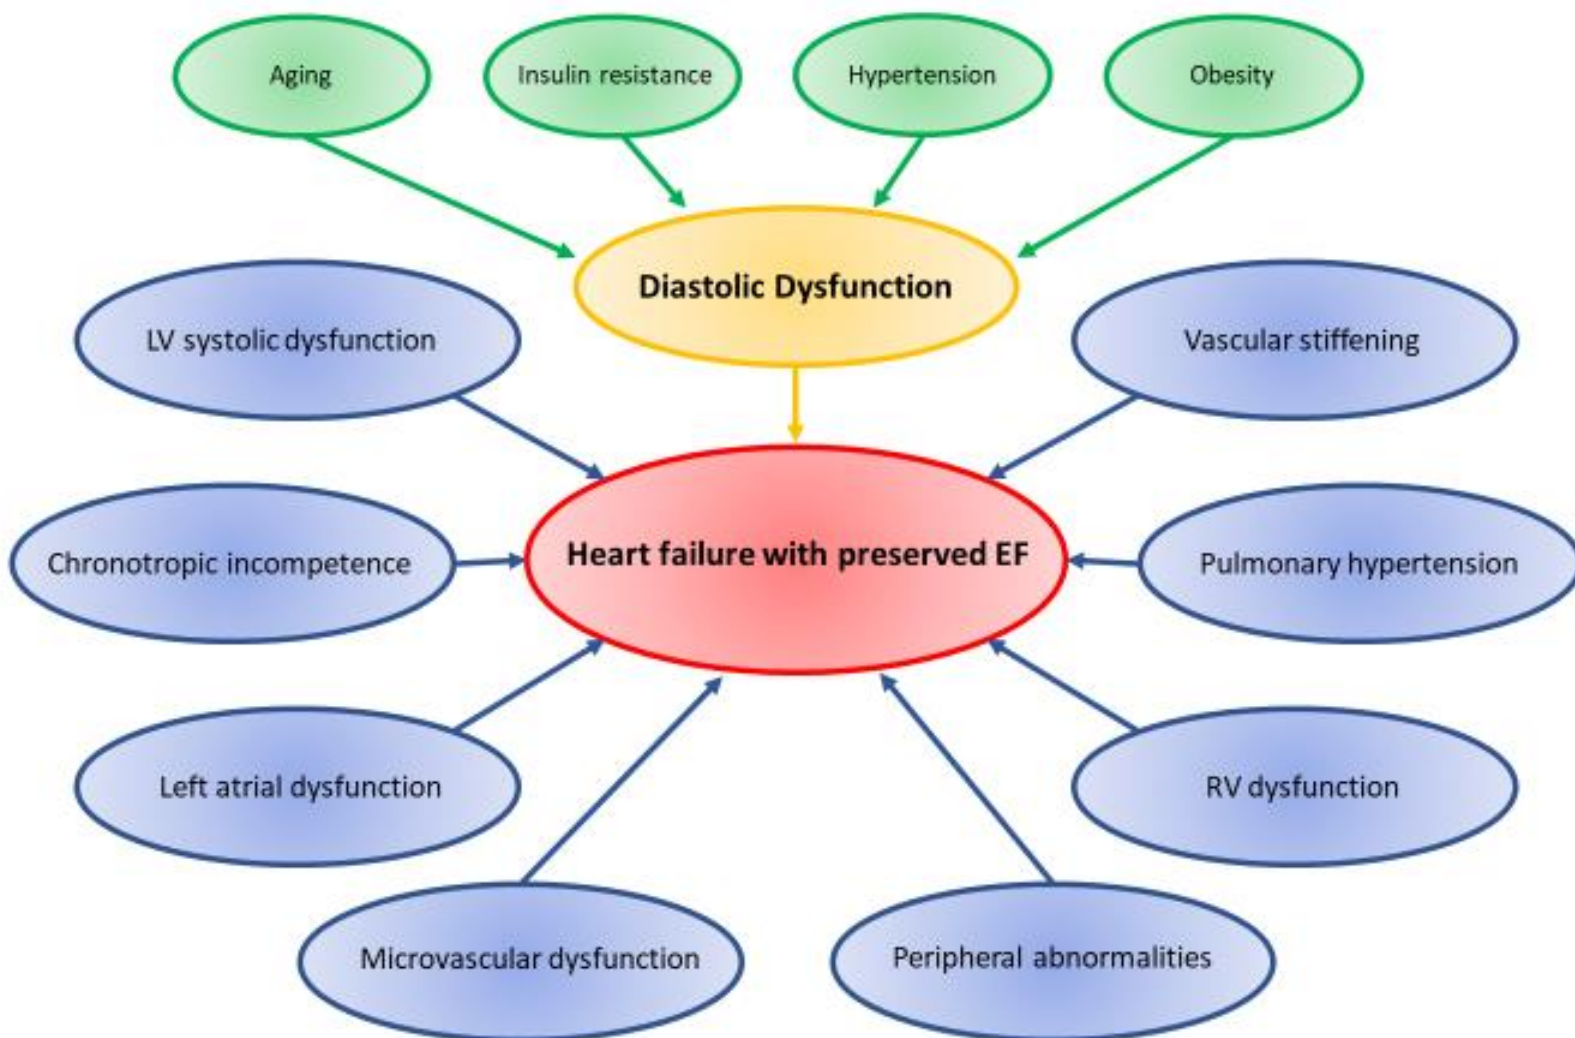 Aging
Insulin resistance
Hypertension
Obesity
Diastolic Dysfunction
LV systolic dysfunction
Vascular stiffening
Chronotropic incompetence
Heart failure with preserved EF
Pulmonary hypertension
Left atrial dysfunction
RV dysfunction
Microvascular dysfunction
Peripheral abnormalities